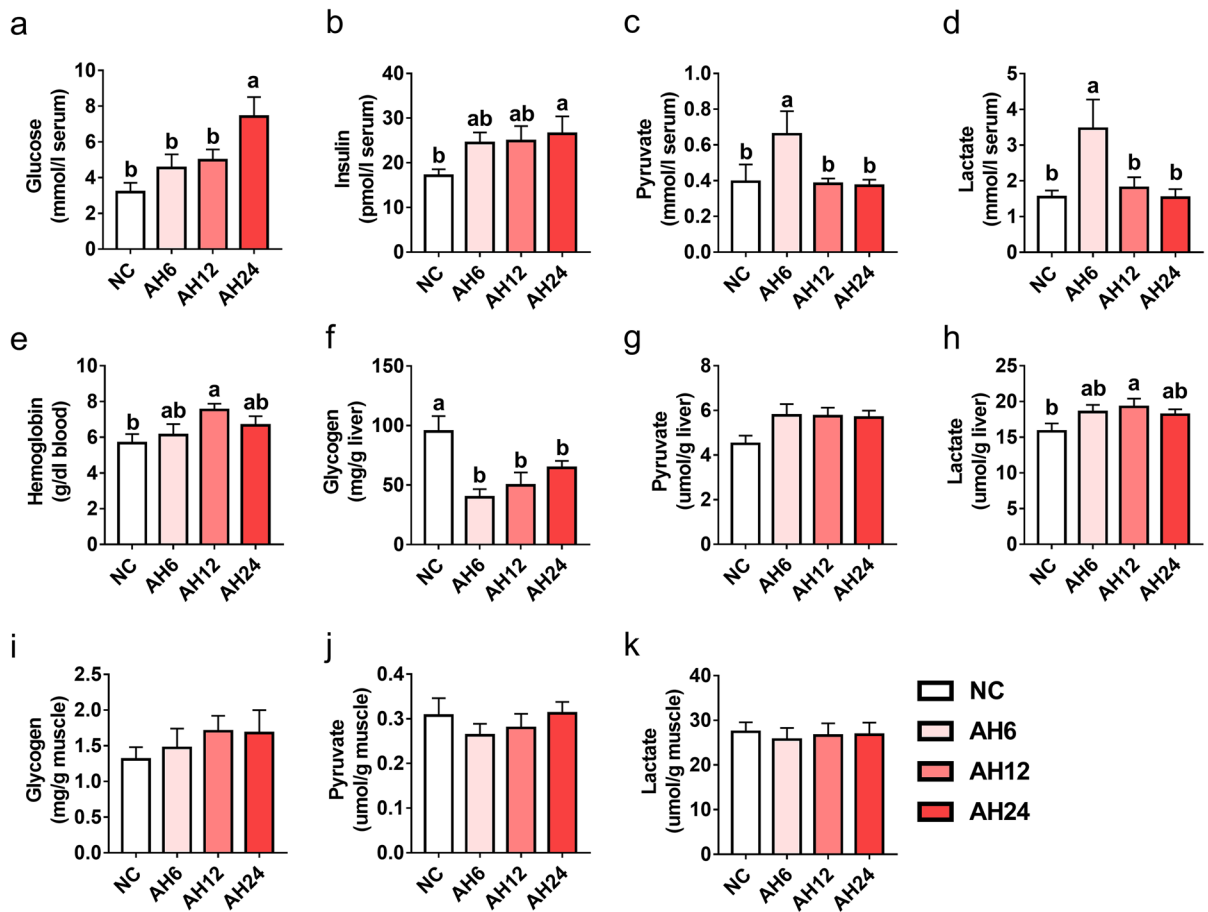 a
Glucose
(mmol/l serum)
10
8
6
4
2
0
b
b
b
a
NC
AH6
AH12
AH24
b
Insulin
(pmol/l serum)
40
30
20
10
0
b
ab
ab
a
NC
AH6
AH12
AH24
c
Pyruvate
(mmol/l serum)
1.0
0.8
0.6
0.4
0.2
0.0
b
a
b
b
NC
AH6
AH12
AH24
d
Lactate
(mmol/l serum)
5
4
3
2
1
0
b
a
b
b
NC
AH6
AH12
AH24
e
Hemoglobin
(g/dl blood)
10
8
6
4
2
0
b
ab
a
ab
NC
AH6
AH12
AH24
f
Glycogen
(mg/g liver)
150
100
50
0
a
b
b
b
NC
AH6
AH12
AH24
g
Pyruvate
(umol/g liver)
8
6
4
2
0
NC
AH6
AH12
AH24
h
Lactate
(umol/g liver)
25
20
15
10
5
0
b
ab
a
ab
NC
AH6
AH12
AH24
i
Glycogen
(mg/g muscle)
2.5
2.0
1.5
1.0
0.5
0.0
NC
AH6
AH12
AH24
j
Pyruvate
(umol/g muscle)
0.4
0.3
0.2
0.1
0.0
NC
AH6
AH12
AH24
k
Lactate
(umol/g muscle)
40
30
20
10
0
NC
AH6
AH12
AH24
NC
AH6
AH12
AH24